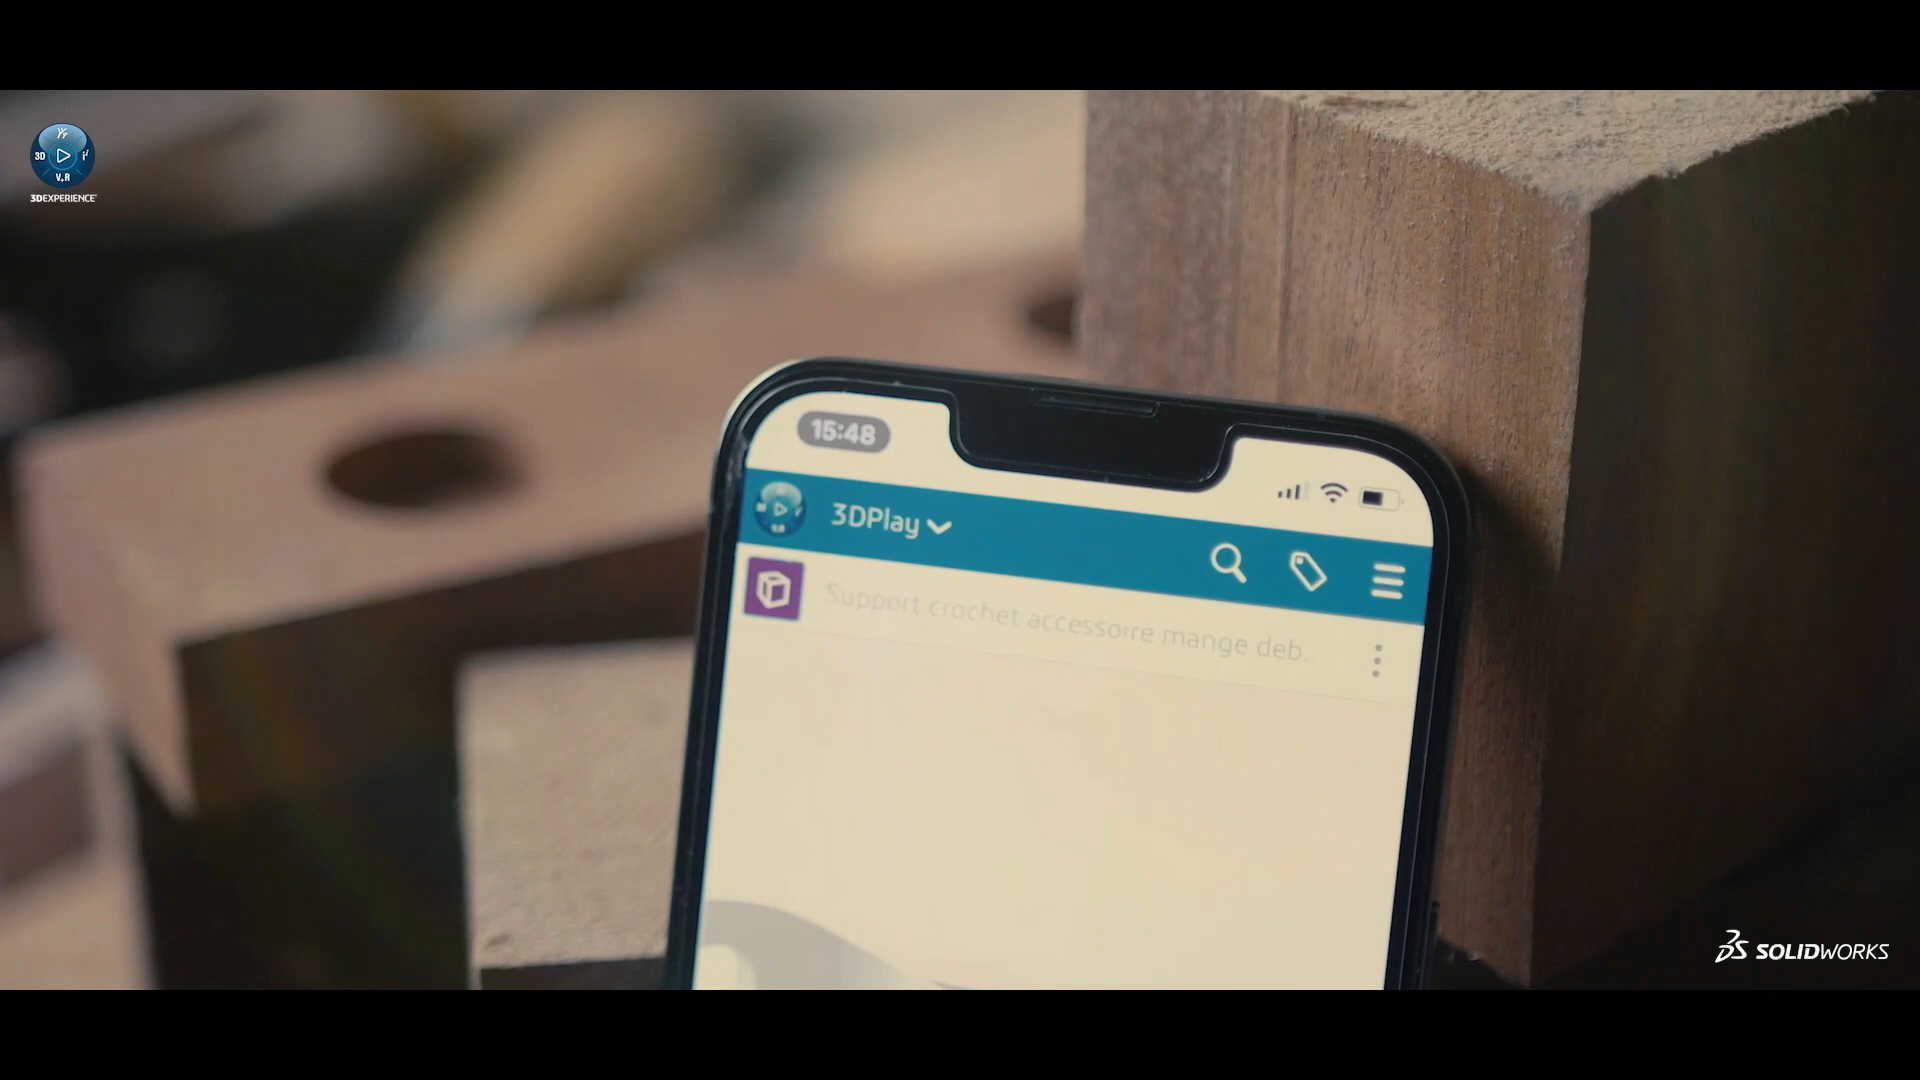 3D
V.R
3DEXPERIENCE
15:48
3DPlay
Support crochet accessoire mange deb...
SOLIDWORKS